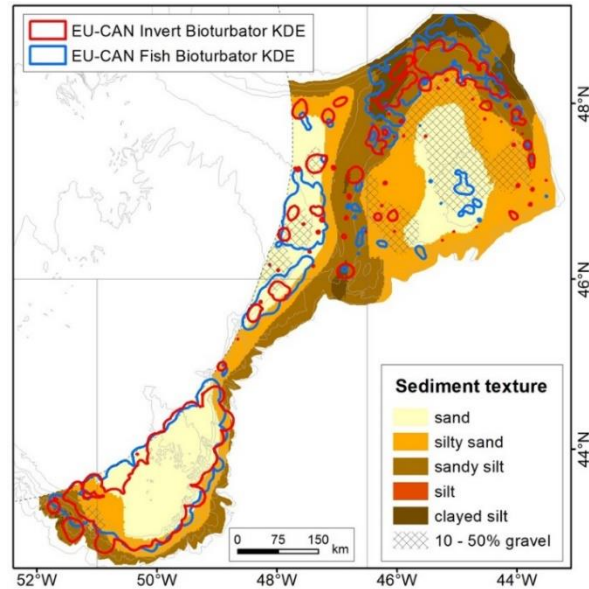 EU-CAN Invert Bioturbator KDE
EU-CAN Fish Bioturbator KDE
48°N
46°N
44°N
Sediment texture
sand
silty sand
sandy silt
silt
clayed silt
10 - 50% gravel
0 75 150
km
52°W 50°W 48°W 46°W 44°W